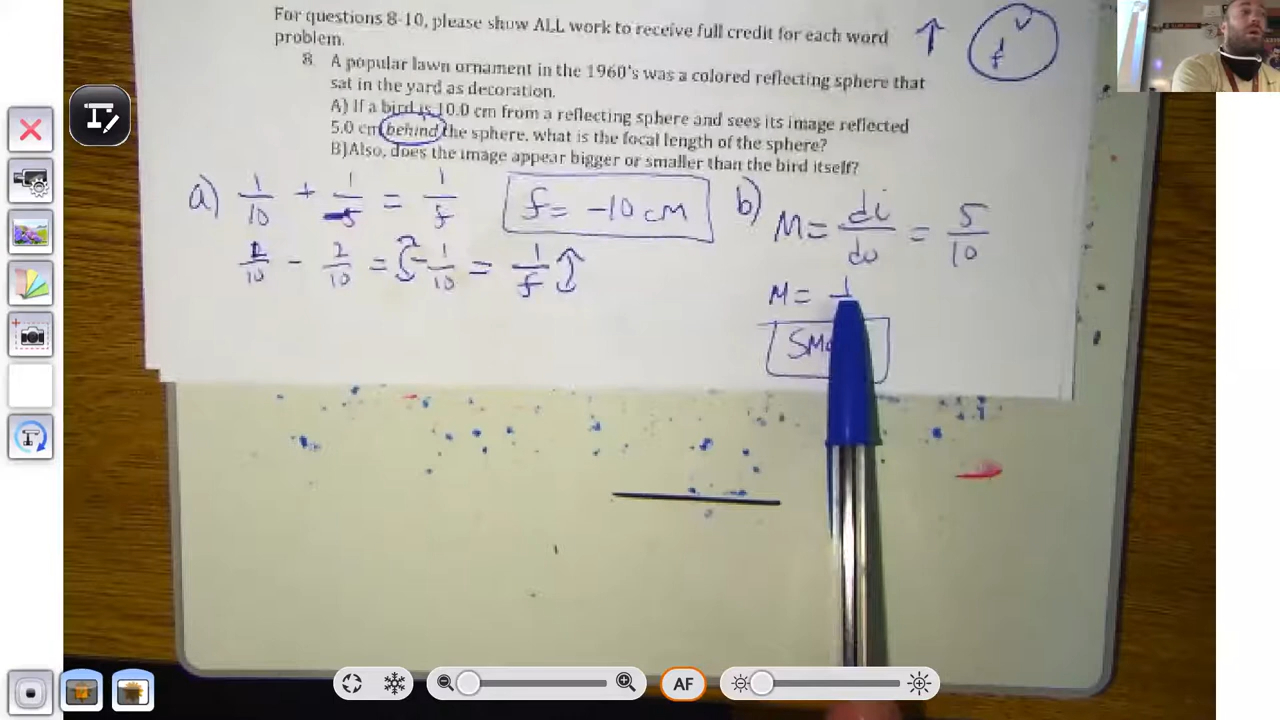 For questions 8-10, please show ALL work to receive full credit for each word
problem.
8. A popular lawn ornament in the 1960's was a colored reflecting sphere that
sat in the yard as decoration.
A) If a bird is 10.0 cm from a reflecting sphere and sees its image reflected
5.0 cm behind the sphere, what is the focal length of the sphere?
B)Also, does the image appear bigger or smaller than the bird itself?
a) 1/10 + 1/-5 = 1/f
f = -10 cm
1/10 - 2/10 = -1/10 = 1/f
b) M = di/do = 5/10
M =
f
AF